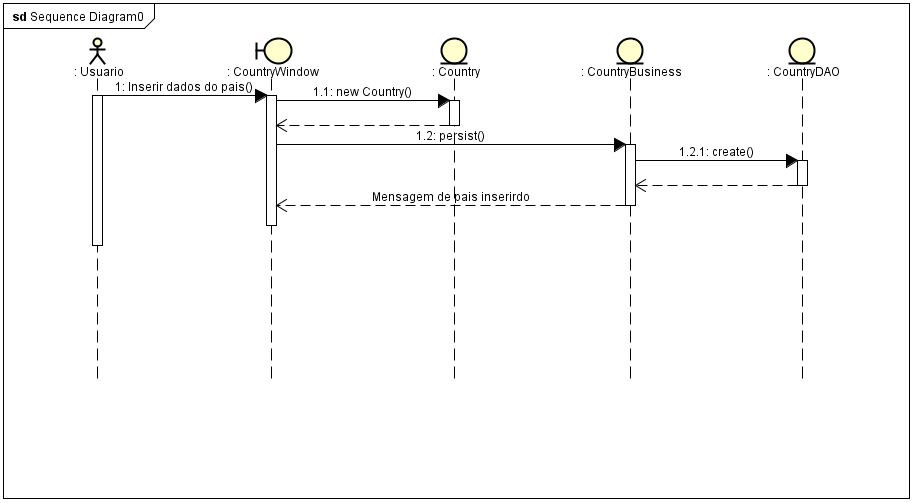 sd Sequence Diagram0
: Usuario
: CountryWindow
: Country
: CountryBusiness
: CountryDAO
1: Inserir dados do pais()
1.1: new Country()
1.2: persist()
1.2.1: create()
Mensagem de pais inserirdo